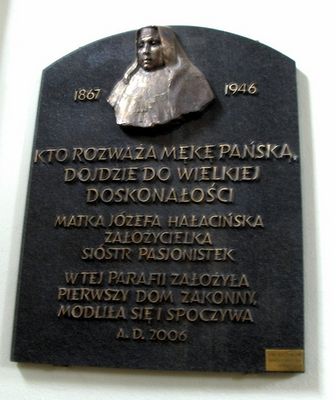 1867 1946
KTO ROZWAŻA MĘKĘ PAŃSKĄ,
DOJDZIE DO WIELKIEJ
DOSKONAŁOŚCI
MATKA JÓZEFA HAŁACIŃSKA
ZAŁOŻYCIELKA
SIÓSTR PASJONISTEK
W TEJ PARAFII ZAŁOŻYŁA
PIERWSZY DOM ZAKONNY,
MODLIŁA SIĘ I SPOCZYWA
A.D. 2006